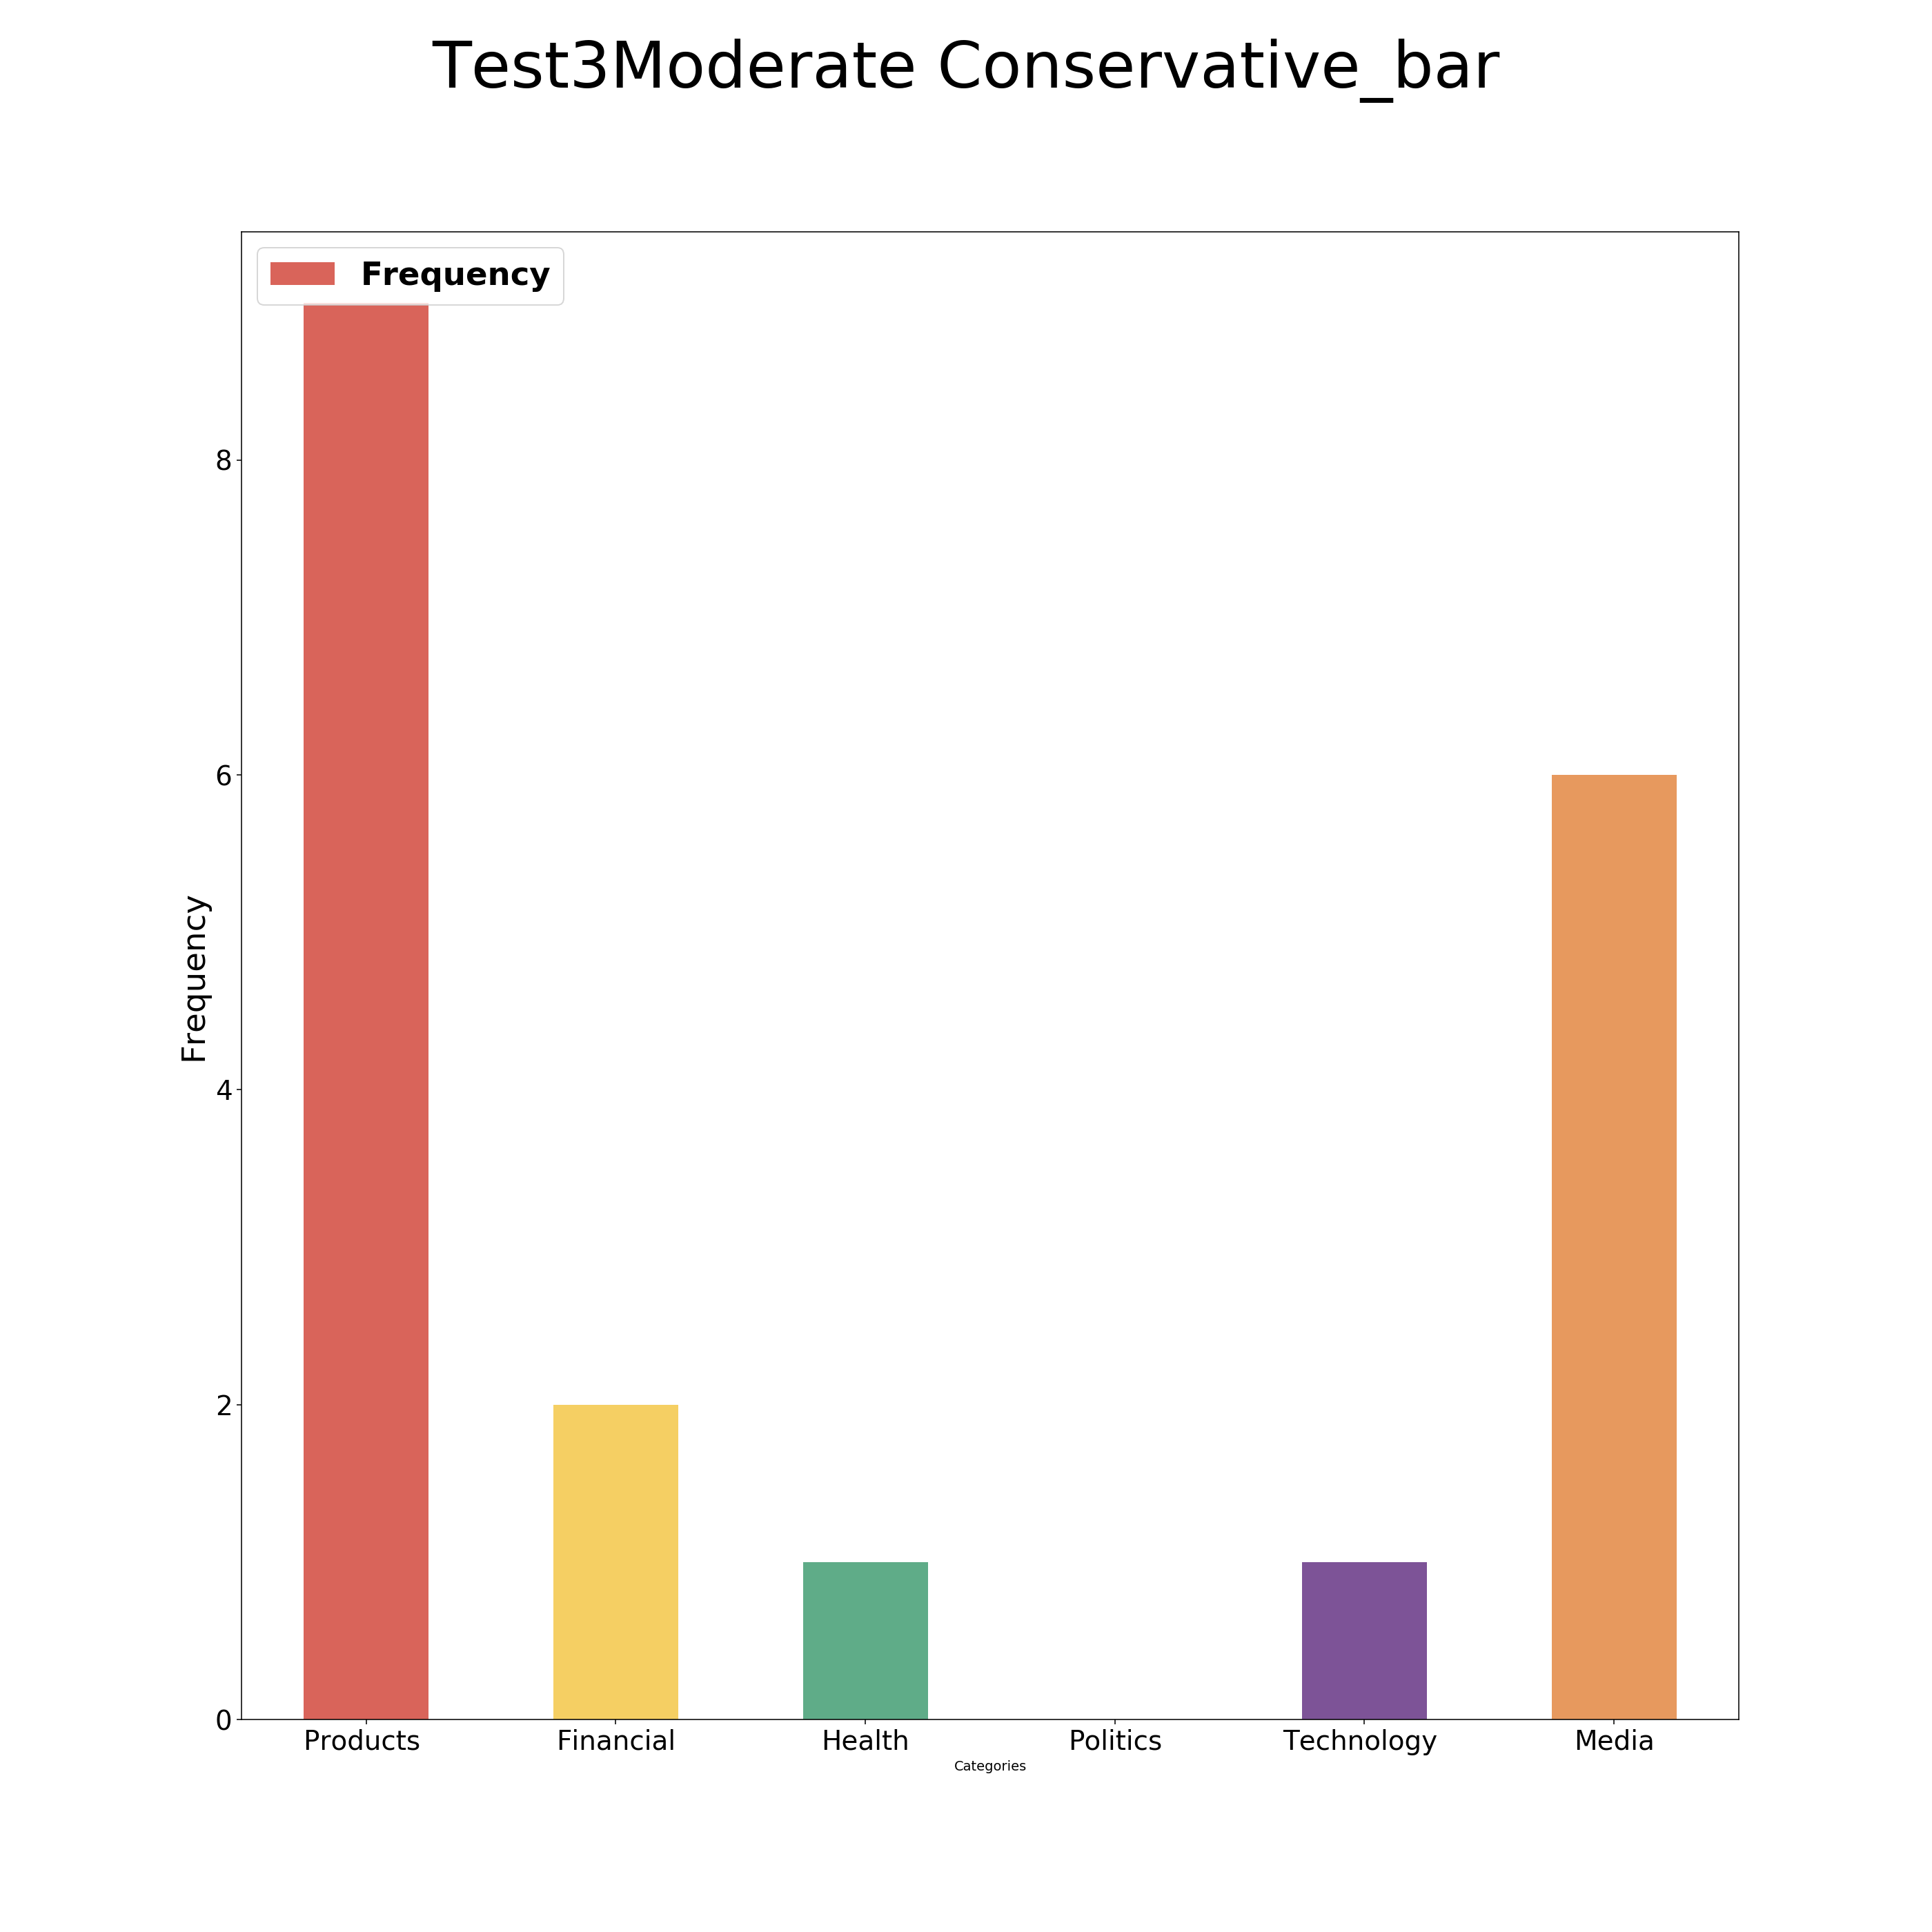 Test3Moderate Conservative_bar
Frequency
8
6
4
2
0
Frequency
Products Financial Health Politics Technology Media
Categories